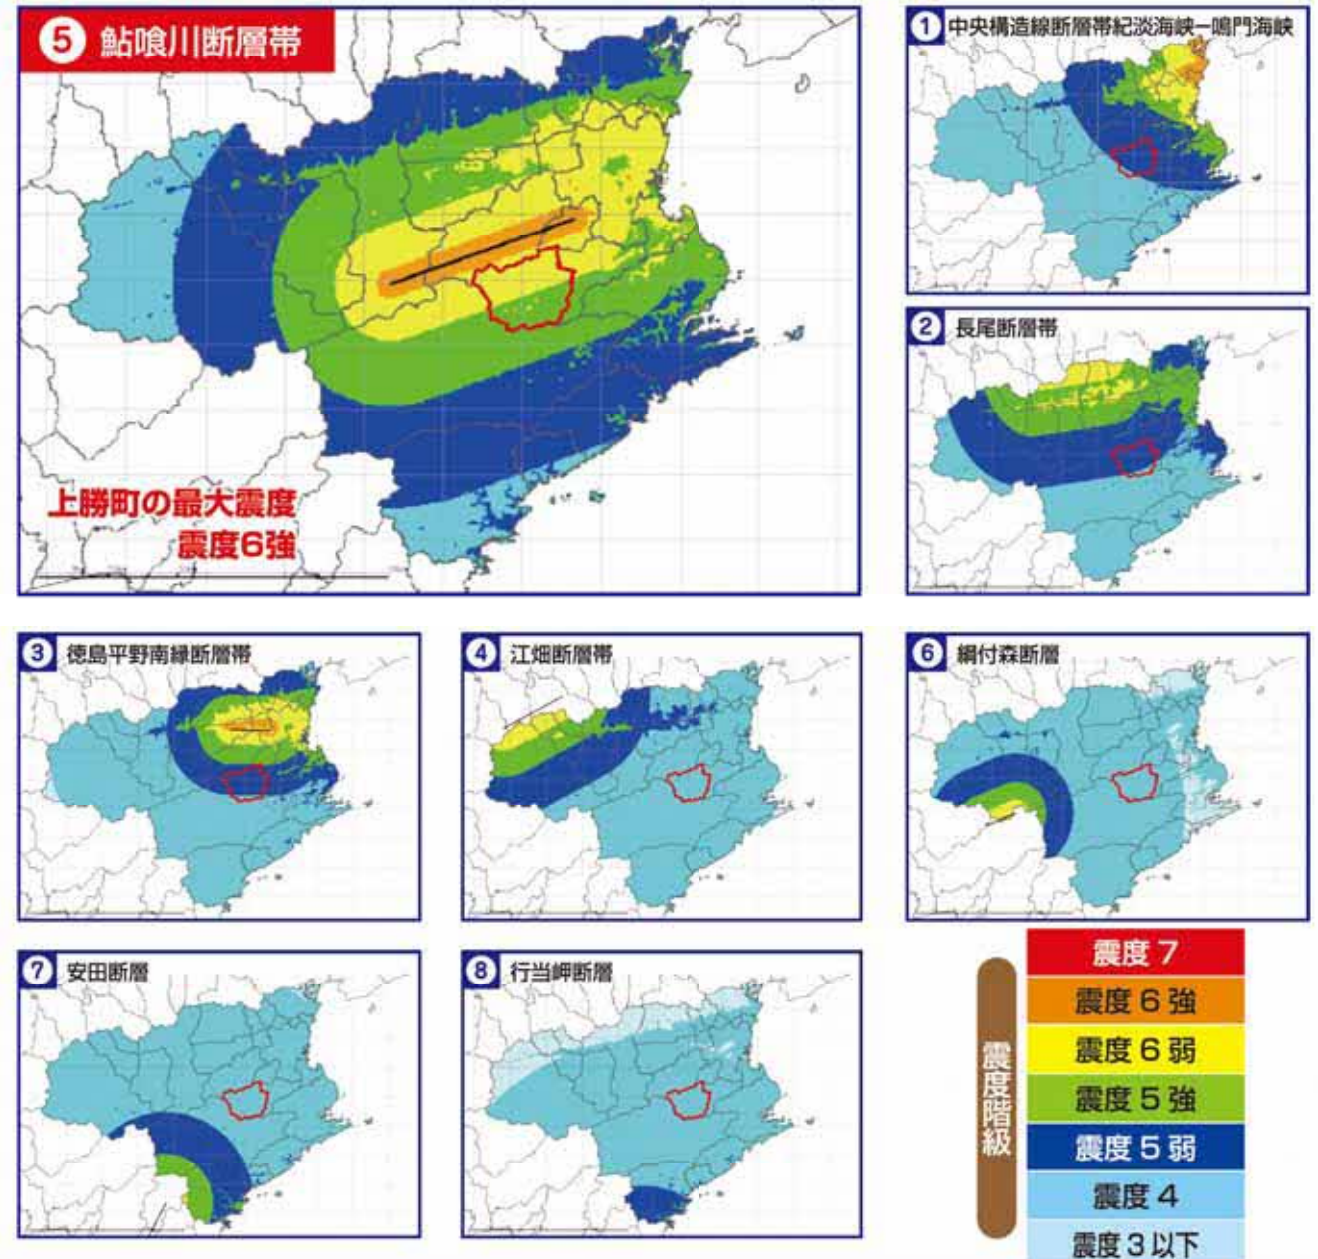 ⑤ 鮎喰川断層帯
上勝町の最大震度
震度6強
① 中央構造線断層帯紀淡海峡ー鳴門海峡
② 長尾断層帯
③ 徳島平野南縁断層帯
④ 江畑断層帯
⑥ 綱付森断層
⑦ 安田断層
⑧ 行当岬断層
震度階級
震度 7
震度 6 強
震度 6 弱
震度 5 強
震度 5 弱
震度 4
震度 3 以下